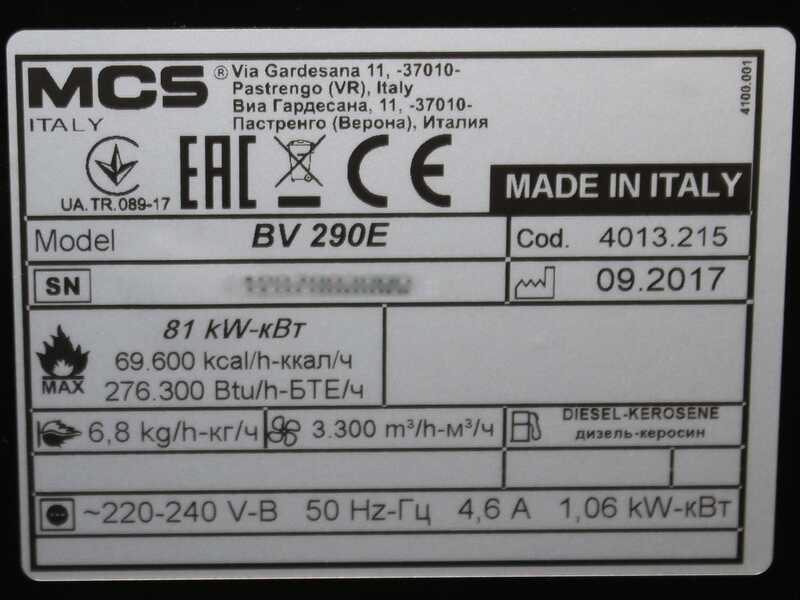 MCS ® Via Gardesana 11, -37010-
Pastrengo (VR), Italy
Виа Гардесана, 11, -37010-
ITALY Пастренго (Верона), Италия
4100.001
UA.TR.089-17 EAC CE MADE IN ITALY
Model BV 290E Cod. 4013.215
SN 09.2017
81 kW-кВт
69.600 kcal/h-ккал/ч
MAX 276.300 Btu/h-БТЕ/ч
6,8 kg/h-кг/ч 3.300 m³/h-м³/ч DIESEL-KEROSENE
дизель-керосин
~220-240 V-В 50 Hz-Гц 4,6 A 1,06 kW-кВт